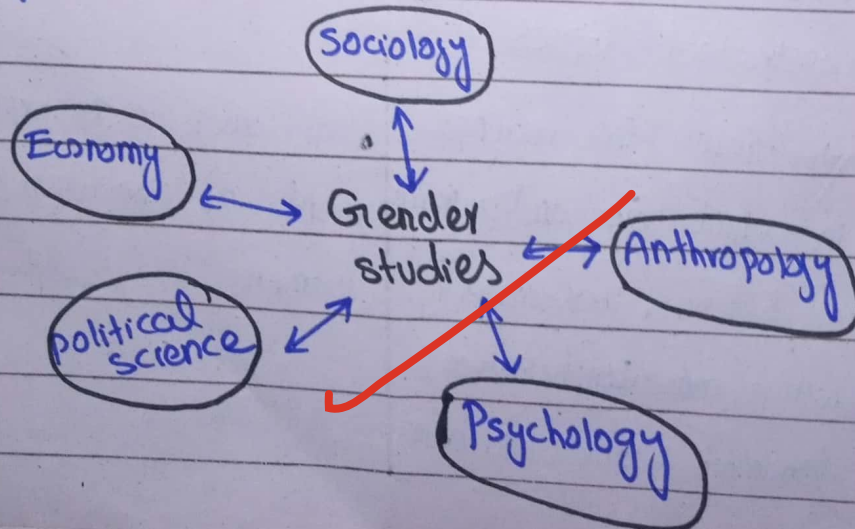 Sociology
Economy
Gender
studies
Anthropology
political
science
Psychology